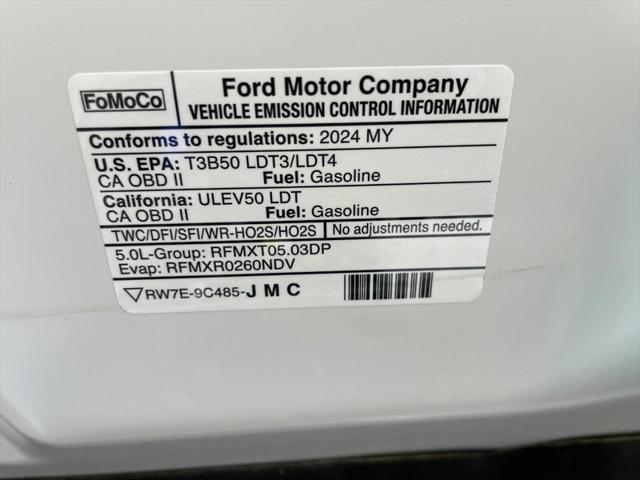 FoMoCo
Ford Motor Company
VEHICLE EMISSION CONTROL INFORMATION
Conforms to regulations: 2024 MY
U.S. EPA: T3B50 LDT3/LDT4
CA OBD II Fuel: Gasoline
California: ULEV50 LDT
CA OBD II Fuel: Gasoline
TWC/DFI/SFI/WR-HO2S/HO2S No adjustments needed.
5.0L-Group: RFMXT05.03DP
Evap: RFMXR0260NDV
RW7E-9C485-J M C